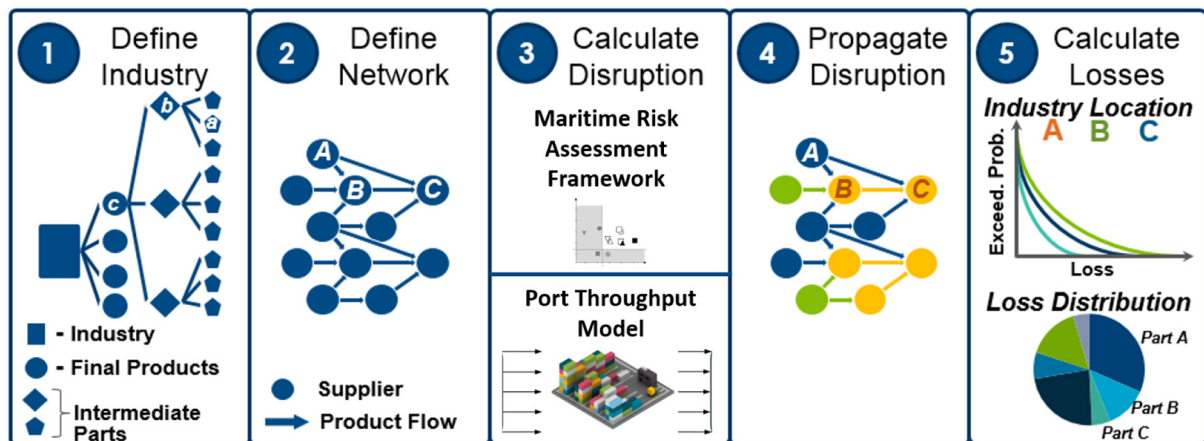 1
Define
Industry
b
a
c
- Industry
- Final Products
Intermediate
Parts
2
Define
Network
A
B
C
Supplier
Product Flow
3
Calculate
Disruption
Maritime Risk
Assessment
Framework
Port Throughput
Model
4
Propagate
Disruption
A
B
C
5
Calculate
Losses
Industry Location
A B C
Exceed. Prob.
Loss
Loss Distribution
Part A
Part B
Part C